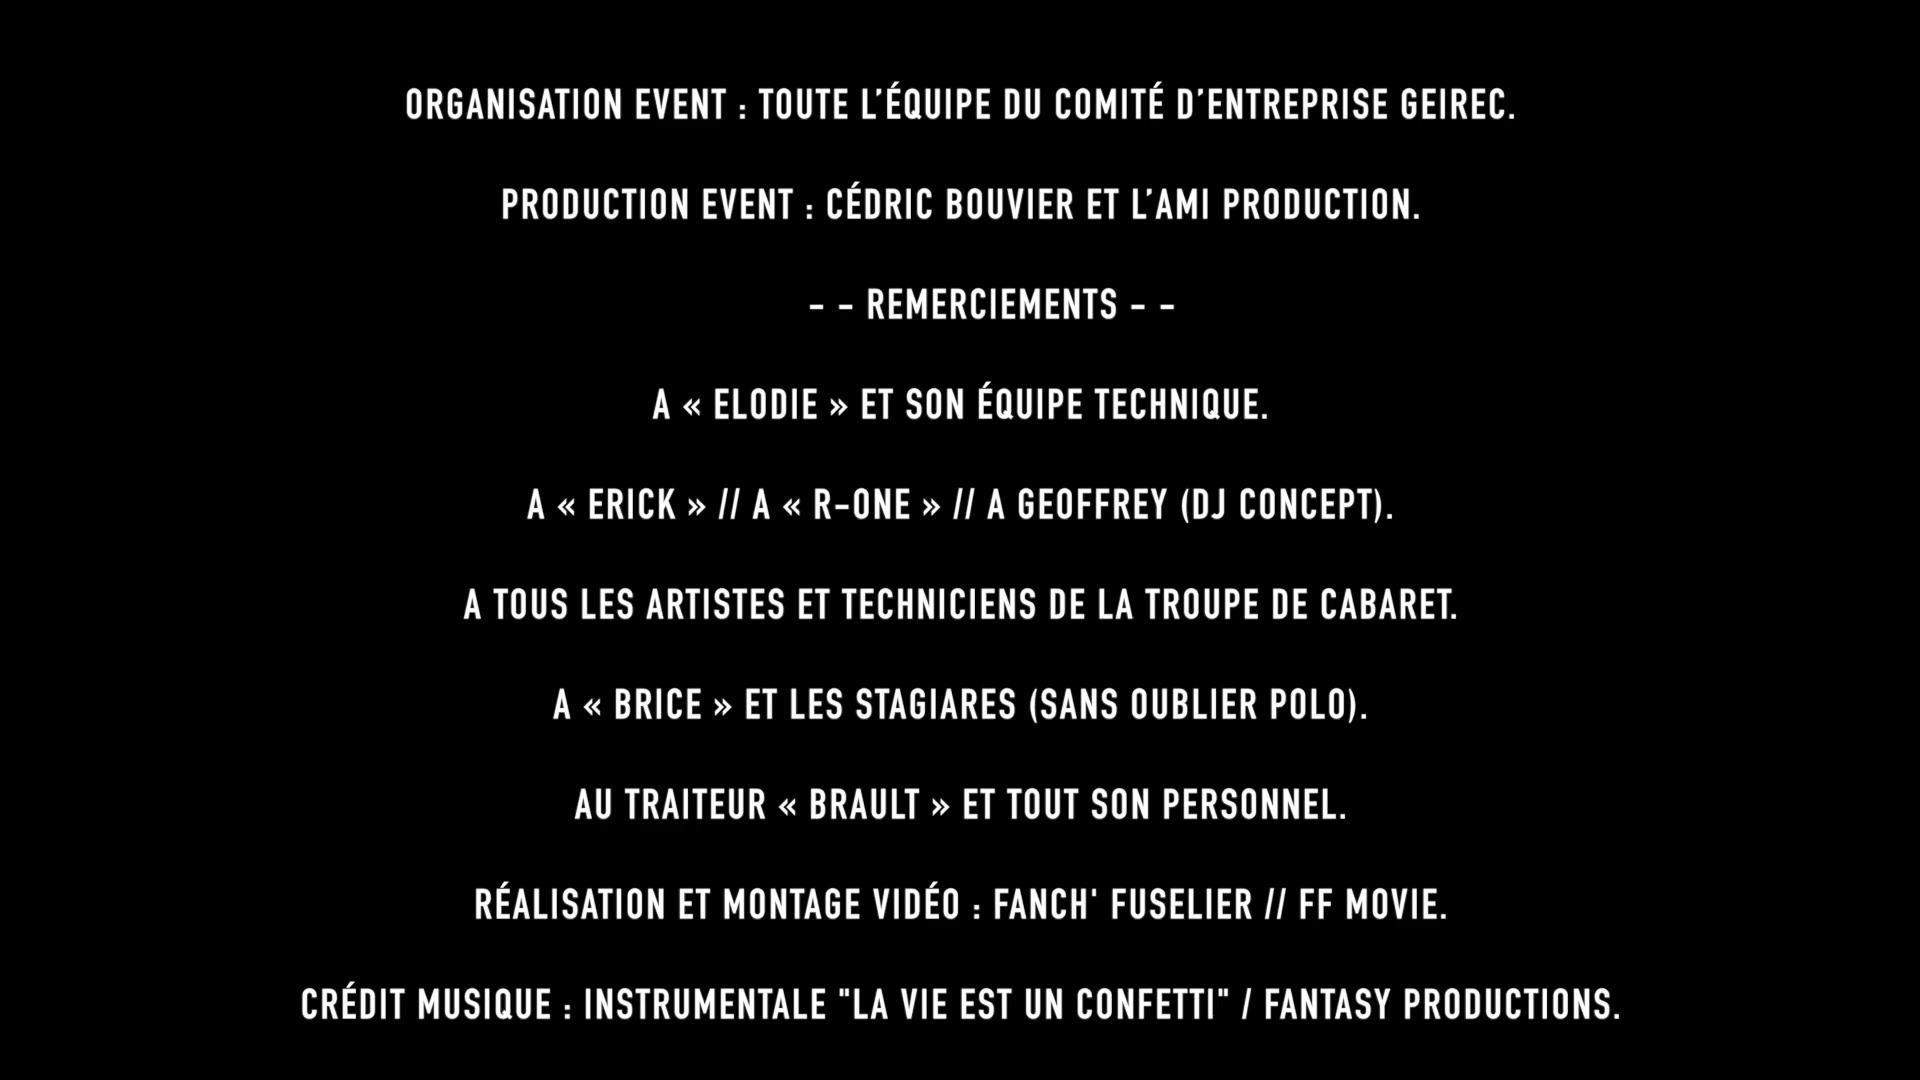 ORGANISATION EVENT : TOUTE L’ÉQUIPE DU COMITÉ D’ENTREPRISE GEIREC.
PRODUCTION EVENT : CÉDRIC BOUVIER ET L’AMI PRODUCTION.
- - REMERCIEMENTS - -
A « ELODIE » ET SON ÉQUIPE TECHNIQUE.
A « ERICK » // A « R-ONE » // A GEOFFREY (DJ CONCEPT).
A TOUS LES ARTISTES ET TECHNICIENS DE LA TROUPE DE CABARET.
A « BRICE » ET LES STAGIARES (SANS OUBLIER POLO).
AU TRAITEUR « BRAULT » ET TOUT SON PERSONNEL.
RÉALISATION ET MONTAGE VIDÉO : FANCH' FUSELIER // FF MOVIE.
CRÉDIT MUSIQUE : INSTRUMENTALE "LA VIE EST UN CONFETTI" / FANTASY PRODUCTIONS.